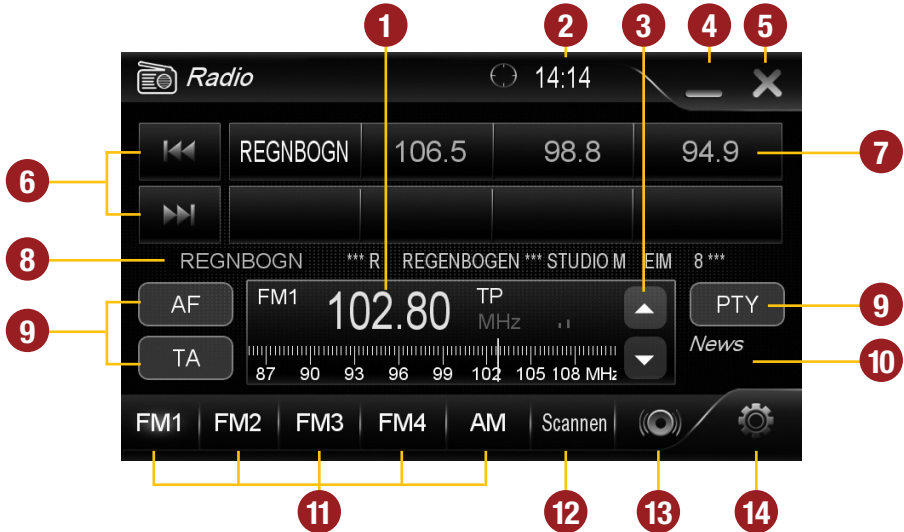 1 2 3 4 5
Radio 14:14
REGNBOGN 106.5 98.8 94.9
6 7
8 REGNBOGN *** R REGENBOGEN *** STUDIO M EIM 8 ***
AF FM1 102.80 TP MHz PTY
9 9
TA News
87 90 93 96 99 102 105 108 MHz
10
FM1 FM2 FM3 FM4 AM Scannen
11 12 13 14